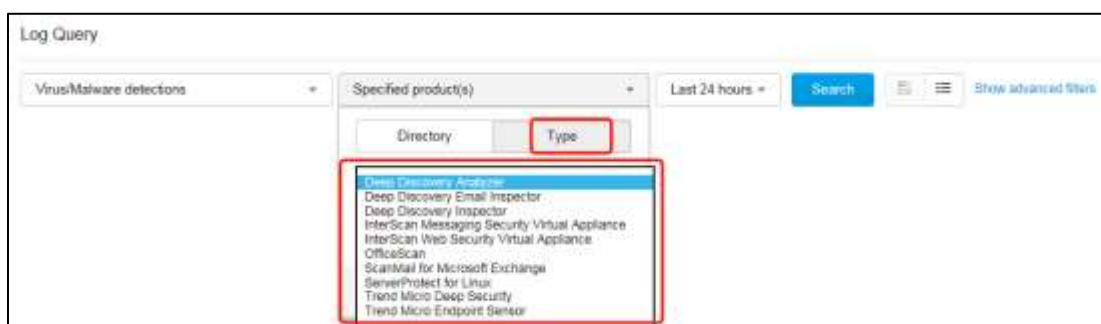 Log Query
Virus/Malware detections
Specified product(s)
Last 24 hours
Search
Show advanced filters
Directory
Type
Deep Discovery Analyzer
Deep Discovery Email Inspector
Deep Discovery Inspector
InterScan Messaging Security Virtual Appliance
InterScan Web Security Virtual Appliance
OfficeScan
ScanMail for Microsoft Exchange
ServerProtect for Linux
Trend Micro Deep Security
Trend Micro Endpoint Sensor